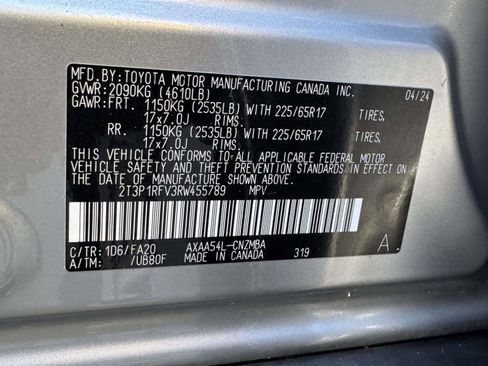 MFD.BY:TOYOTA MOTOR MANUFACTURING CANADA INC.
GVWR:2090KG (4610LB) 04/24
GAWR:FRT. 1150KG (2535LB) WITH 225/65R17 TIRES,
17x7.0J RIMS.
RR. 1150KG (2535LB) WITH 225/65R17 TIRES,
17x7.0J RIMS.
THIS VEHICLE CONFORMS TO ALL APPLICABLE FEDERAL MOTOR
VEHICLE SAFETY AND THEFT PREVENTION STANDARDS IN EFFECT
ON THE DATE OF MANUFACTURE SHOWN ABOVE.
2T3P1RFV3RW455789 MPV
C/TR: 1D6/FA20 AXAA54L-CNZMBA A
A/TM: /UB80F MADE IN CANADA 319